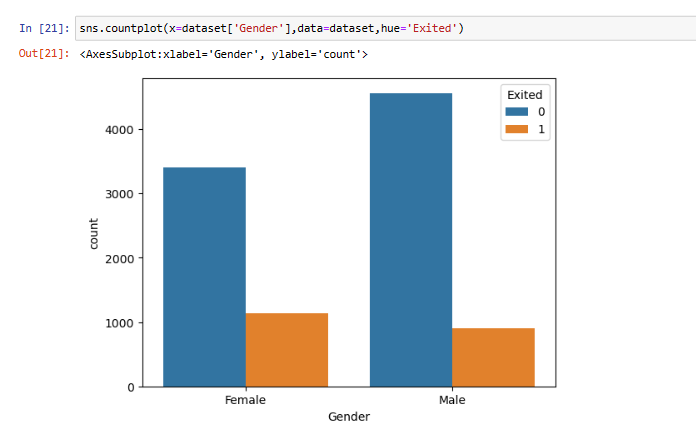 In [21]: sns.countplot(x=dataset['Gender'],data=dataset,hue='Exited')
Out[21]: <AxesSubplot:xlabel='Gender', ylabel='count'>
Exited
0
1
4000
3000
2000
1000
0
count
Female Male
Gender